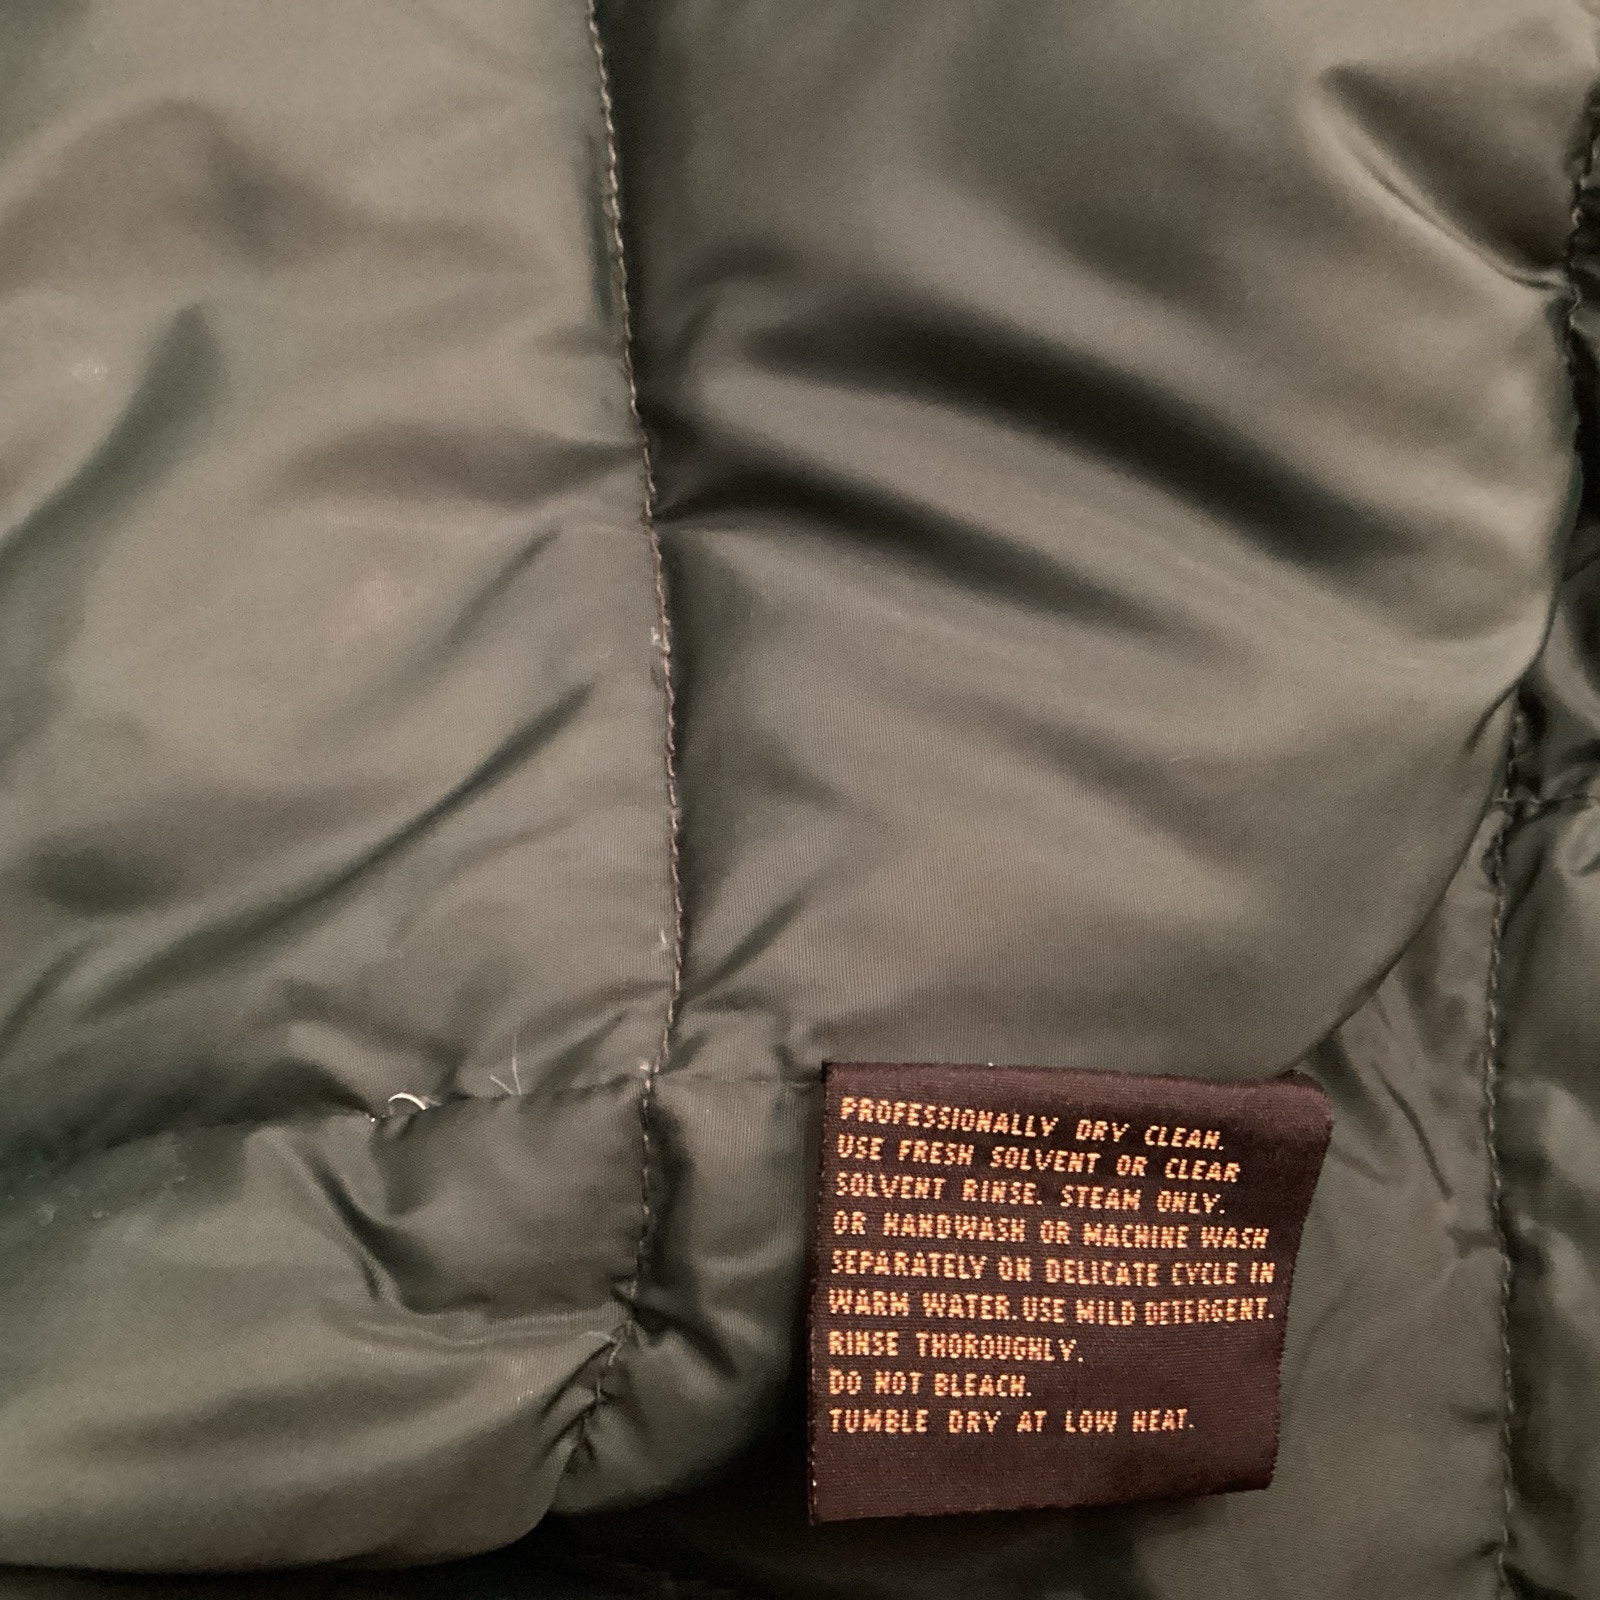 PROFESSIONALLY DRY CLEAN.
USE FRESH SOLVENT OR CLEAR
SOLVENT RINSE. STEAM ONLY.
OR HANDWASH OR MACHINE WASH
SEPARATELY ON DELICATE CYCLE IN
WARM WATER. USE MILD DETERGENT.
RINSE THOROUGHLY.
DO NOT BLEACH.
TUMBLE DRY AT LOW HEAT.